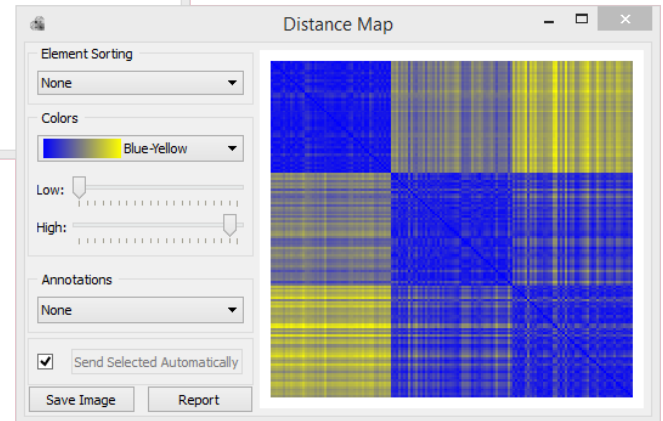 Distance Map
Element Sorting
None
Colors
Blue-Yellow
Low:
High:
Annotations
None
Send Selected Automatically
Save Image
Report